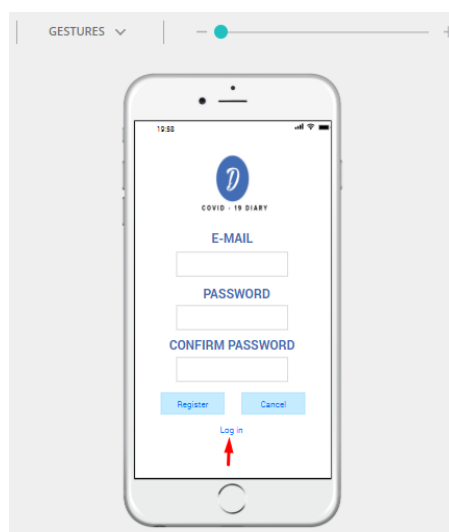 GESTURES
19:58
D
COVID - 19 DIARY
E-MAIL
PASSWORD
CONFIRM PASSWORD
Register Cancel
Log in